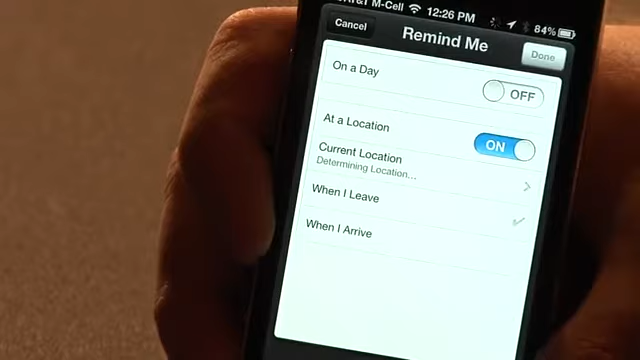 AT&T M-Cell 12:26 PM 84%
Cancel Remind Me Done
On a Day OFF
At a Location ON
Current Location
Determining Location...
When I Leave
When I Arrive